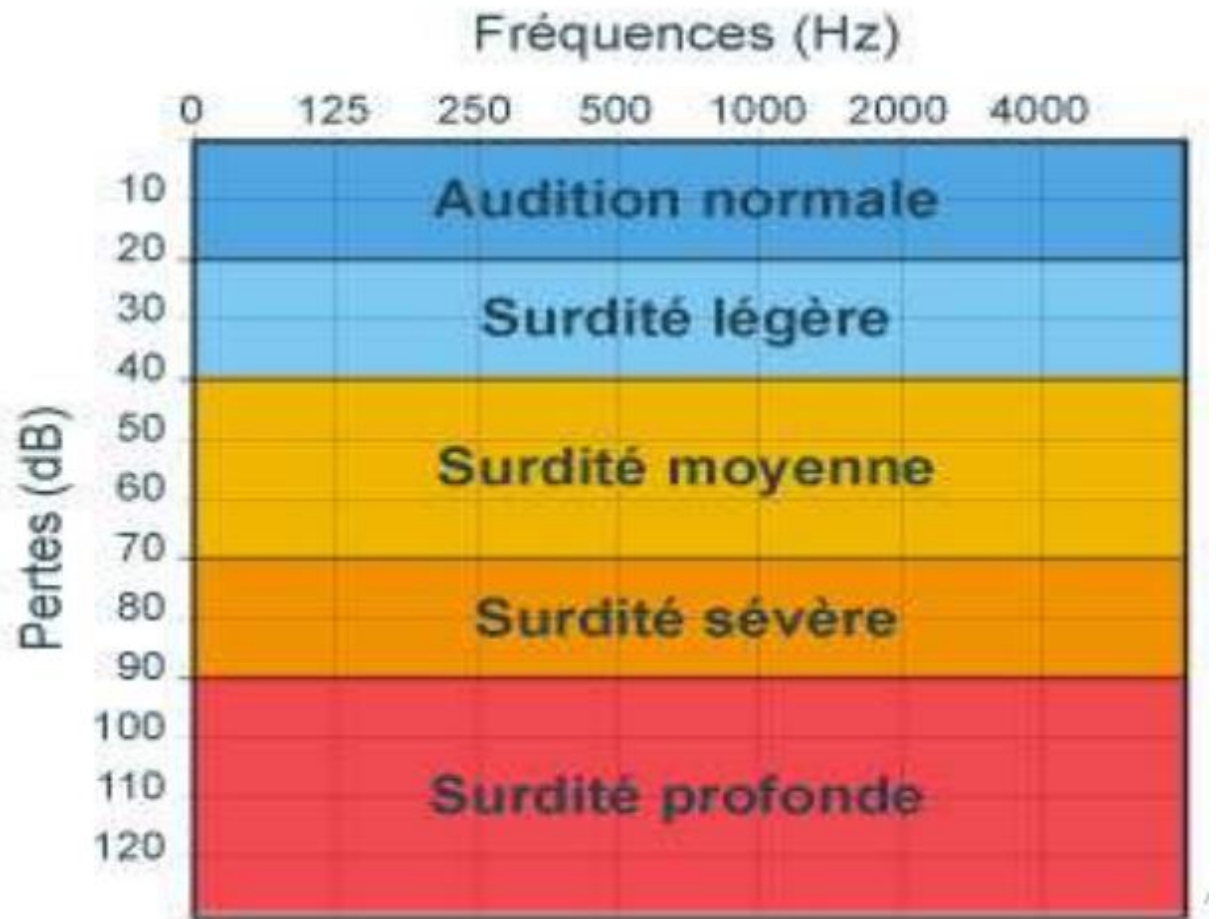 Fréquences (Hz)
0 125 250 500 1000 2000 4000
10
Audition normale
20
30
Surdité légère
40
Pertes (dB)
50
Surdité moyenne
60
70
80
Surdité sévère
90
100
110
Surdité profonde
120